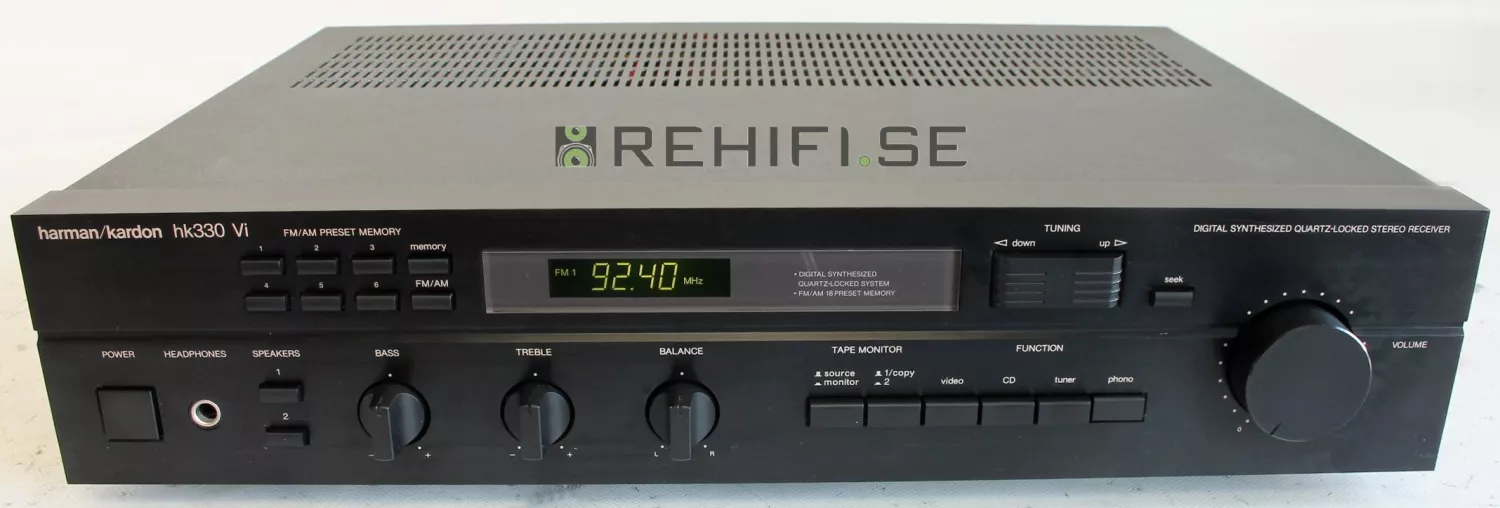 REHIFI.SE
harman/kardon hk330 Vi
FM/AM PRESET MEMORY
1 2 3 memory
4 5 6 FM/AM
FM 1 92.40 MHz
• DIGITAL SYNTHESIZED
QUARTZ-LOCKED SYSTEM
• FM/AM 18 PRESET MEMORY
TUNING
down up
seek
DIGITAL SYNTHESIZED QUARTZ-LOCKED STEREO RECEIVER
POWER
HEADPHONES
SPEAKERS
1
2
BASS
- +
TREBLE
- +
BALANCE
L R
TAPE MONITOR
source
monitor
1/copy
2
FUNCTION
video CD tuner phono
VOLUME
0